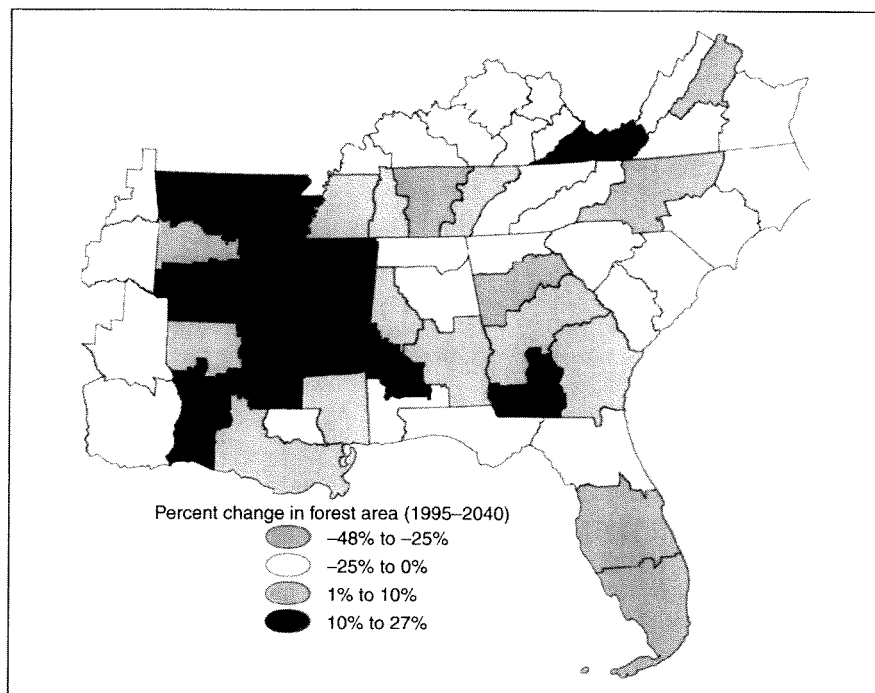 Percent change in forest area (1995–2040)
–48% to –25%
–25% to 0%
1% to 10%
10% to 27%